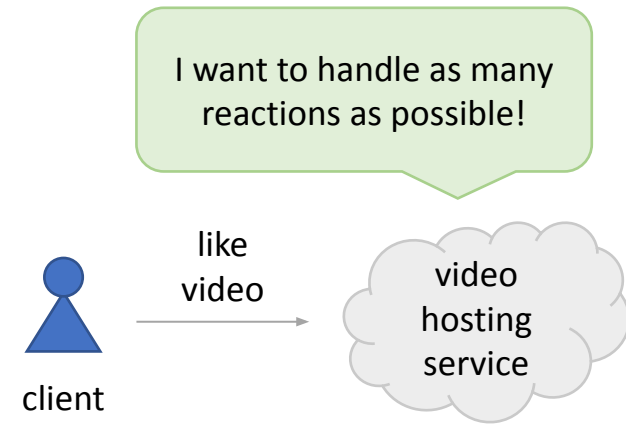 I want to handle as many
reactions as possible!
like
video
client
video
hosting
service